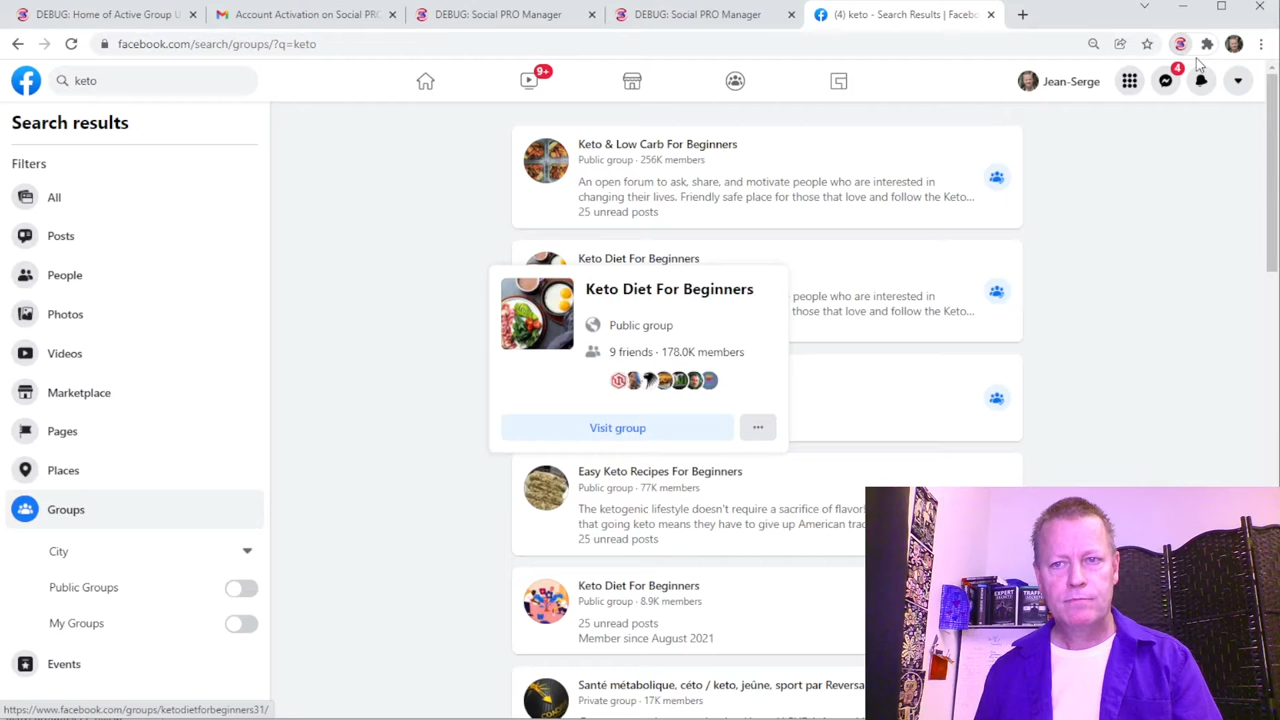 DEBUG: Home of Active Group U
Account Activation on Social PRO
DEBUG: Social PRO Manager
DEBUG: Social PRO Manager
(4) keto - Search Results | Facebo
facebook.com/search/groups/?q=keto
keto
9+
Jean-Serge
4
Search results
Filters
All
Posts
People
Photos
Videos
Marketplace
Pages
Places
Groups
City
Public Groups
My Groups
Events
https://www.facebook.com/groups/ketodietforbeginners31/
Keto & Low Carb For Beginners
Public group · 256K members
An open forum to ask, share, and motivate people who are interested in
changing their lives. Friendly safe place for those that love and follow the Keto...
25 unread posts
Keto Diet For Beginners
people who are interested in
those that love and follow the Keto...
Keto Diet For Beginners
Public group
9 friends · 178.0K members
Visit group
Easy Keto Recipes For Beginners
Public group · 77K members
The ketogenic lifestyle doesn't require a sacrifice of flavor!
that going keto means they have to give up American tra
25 unread posts
Keto Diet For Beginners
Public group · 8.9K members
25 unread posts
Member since August 2021
Santé métabolique, céto / keto, jeûne, sport par Reversa
Private group · 17K members
EXPERT
SECRETS